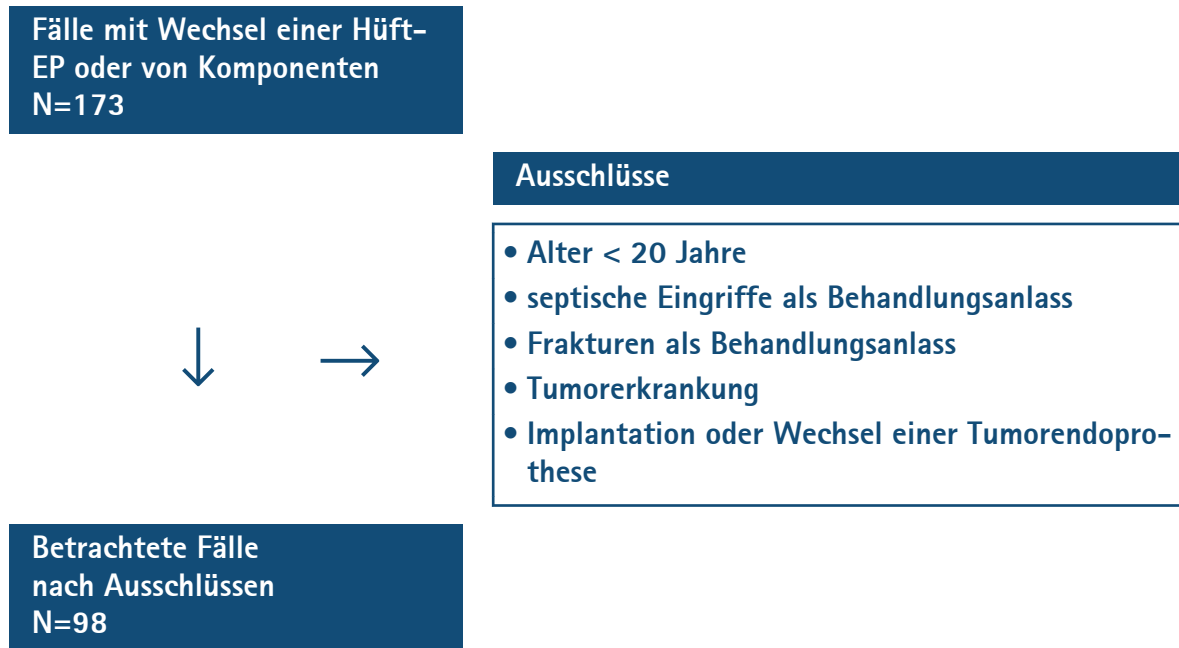 Fälle mit Wechsel einer Hüft-
EP oder von Komponenten
N=173
Ausschlüsse
• Alter < 20 Jahre
• septische Eingriffe als Behandlungsanlass
• Frakturen als Behandlungsanlass
• Tumorerkrankung
• Implantation oder Wechsel einer Tumorendopro-
these
Betrachtete Fälle
nach Ausschlüssen
N=98